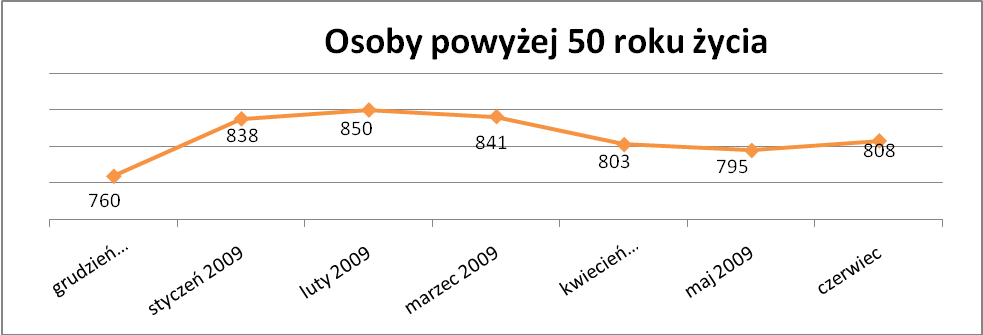 Osoby powyżej 50 roku życia
760
838
850
841
803
795
808
grudzień...
styczeń 2009
luty 2009
marzec 2009
kwiecień...
maj 2009
czerwiec